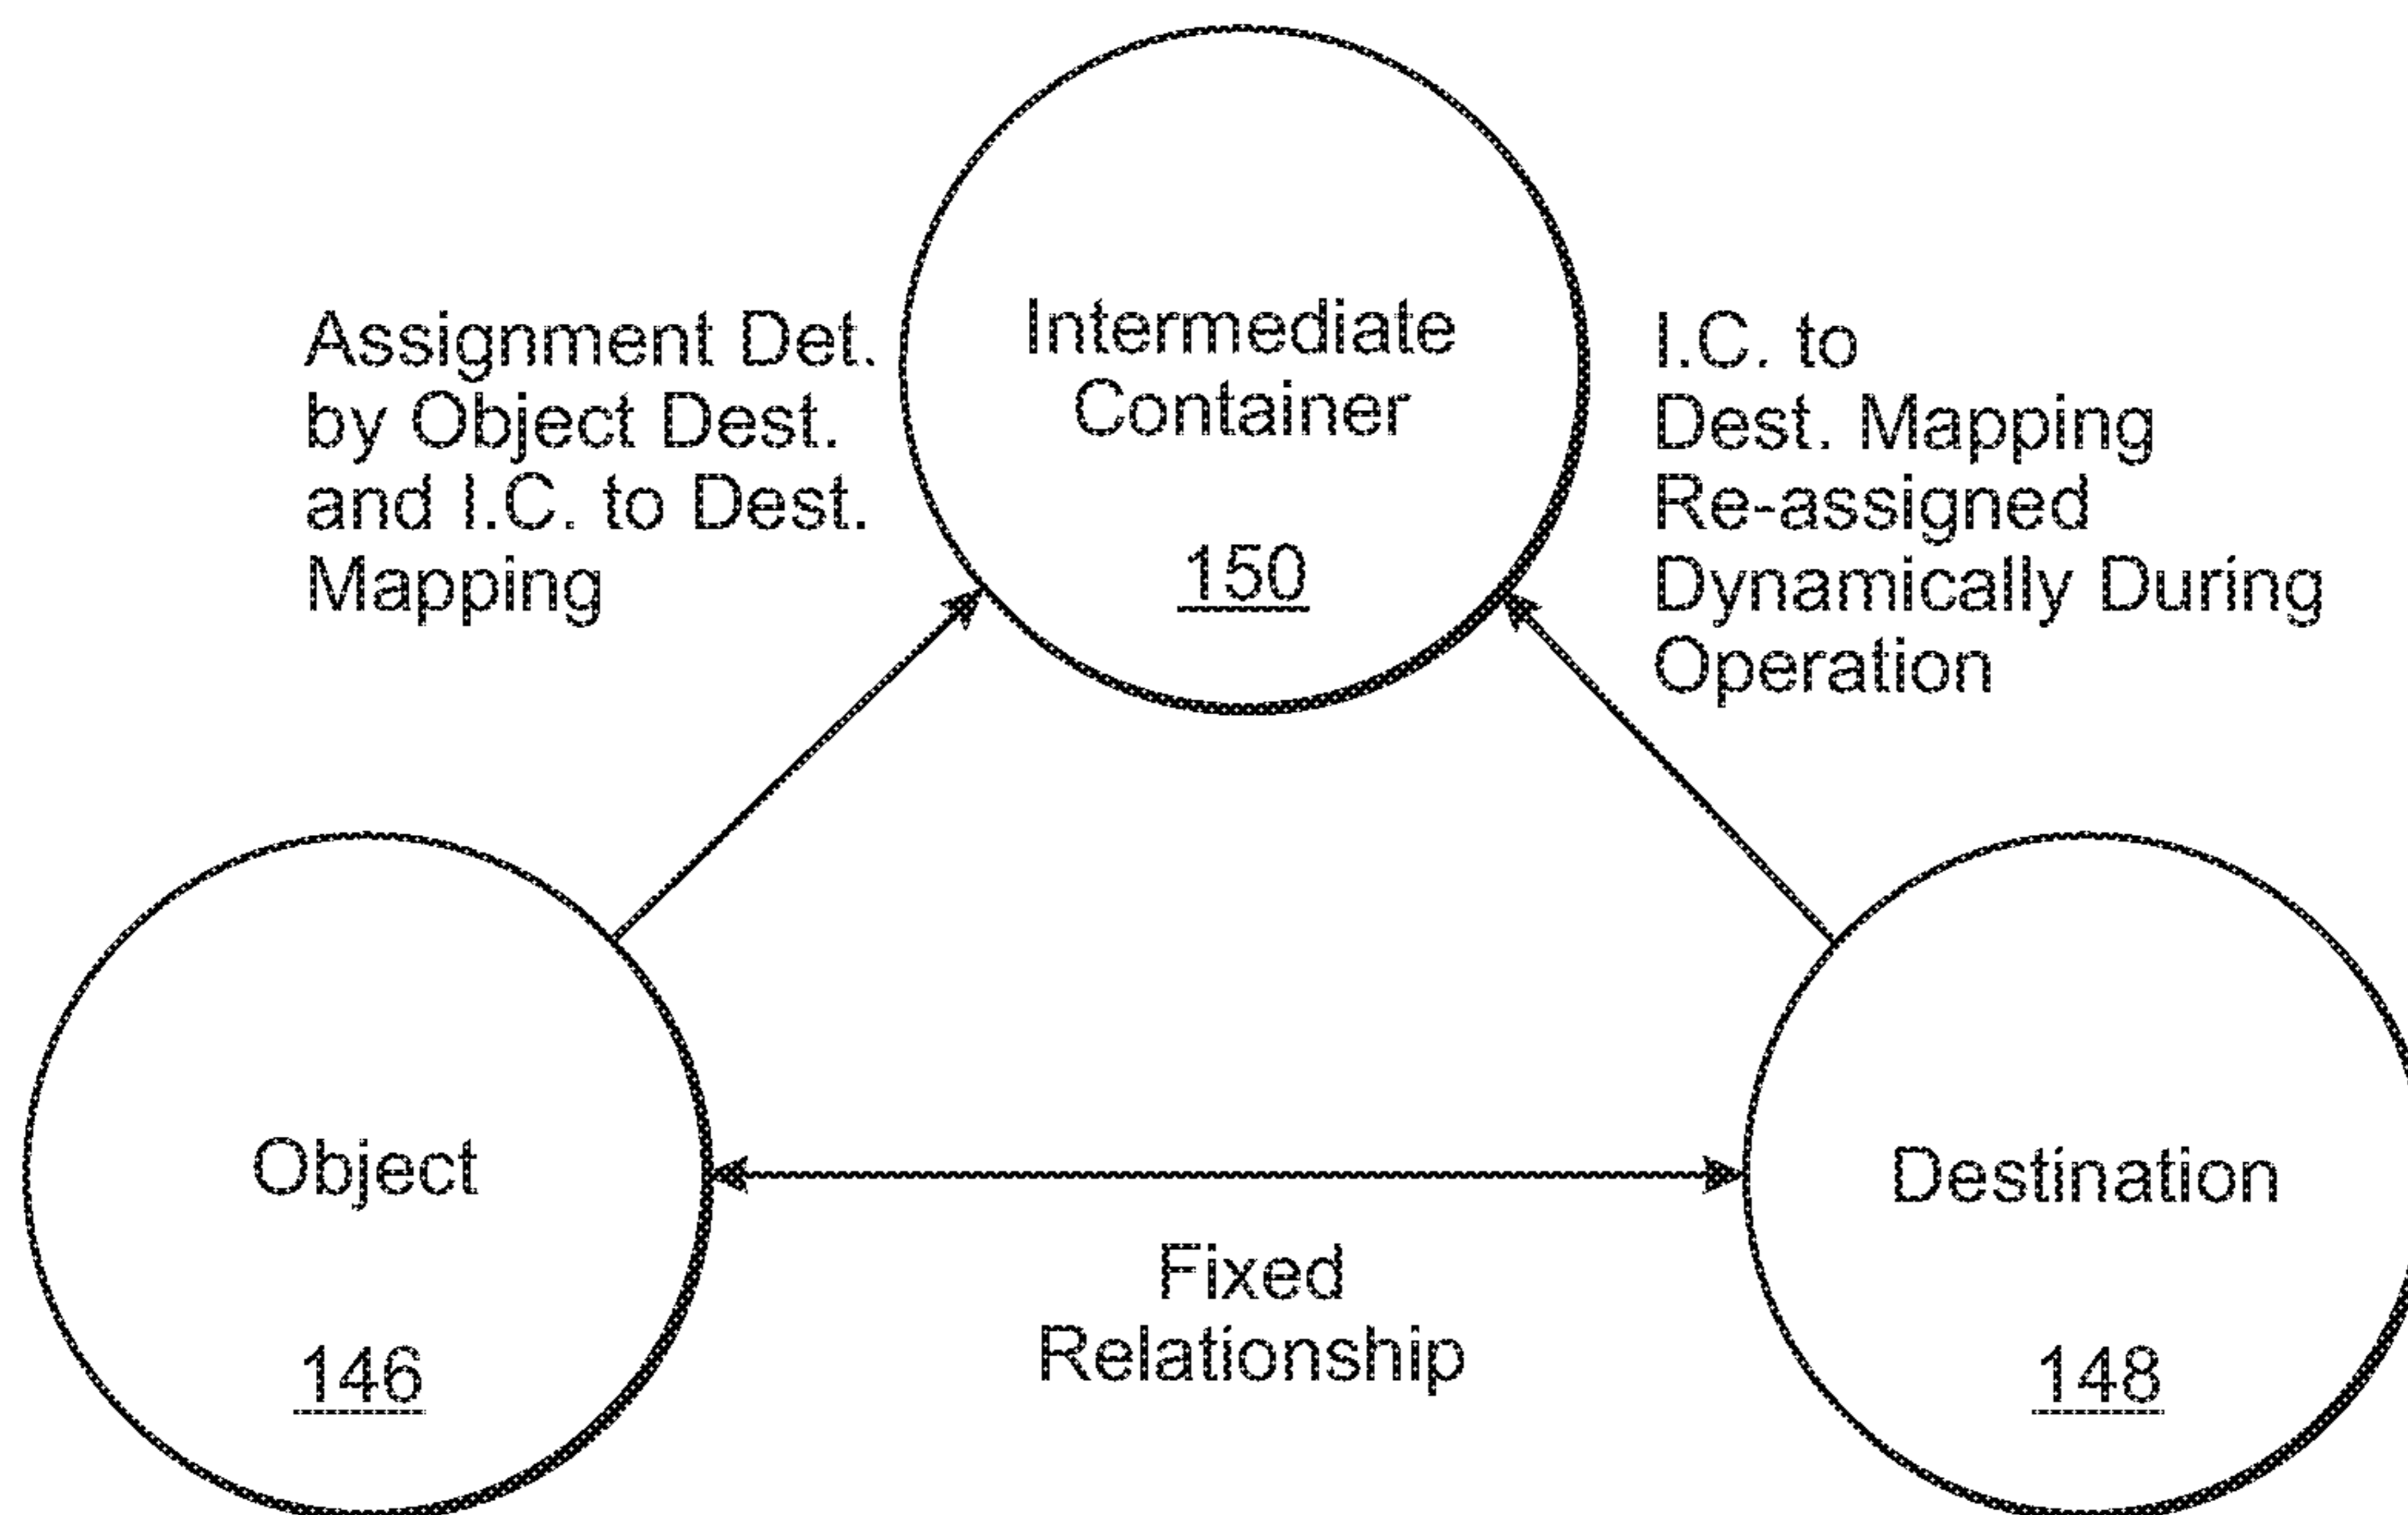 Assignment Det.
by Object Dest.
and I.C. to Dest.
Mapping
Intermediate
Container
150
I.C. to
Dest. Mapping
Re-assigned
Dynamically During
Operation
Object
146
Fixed
Relationship
Destination
148